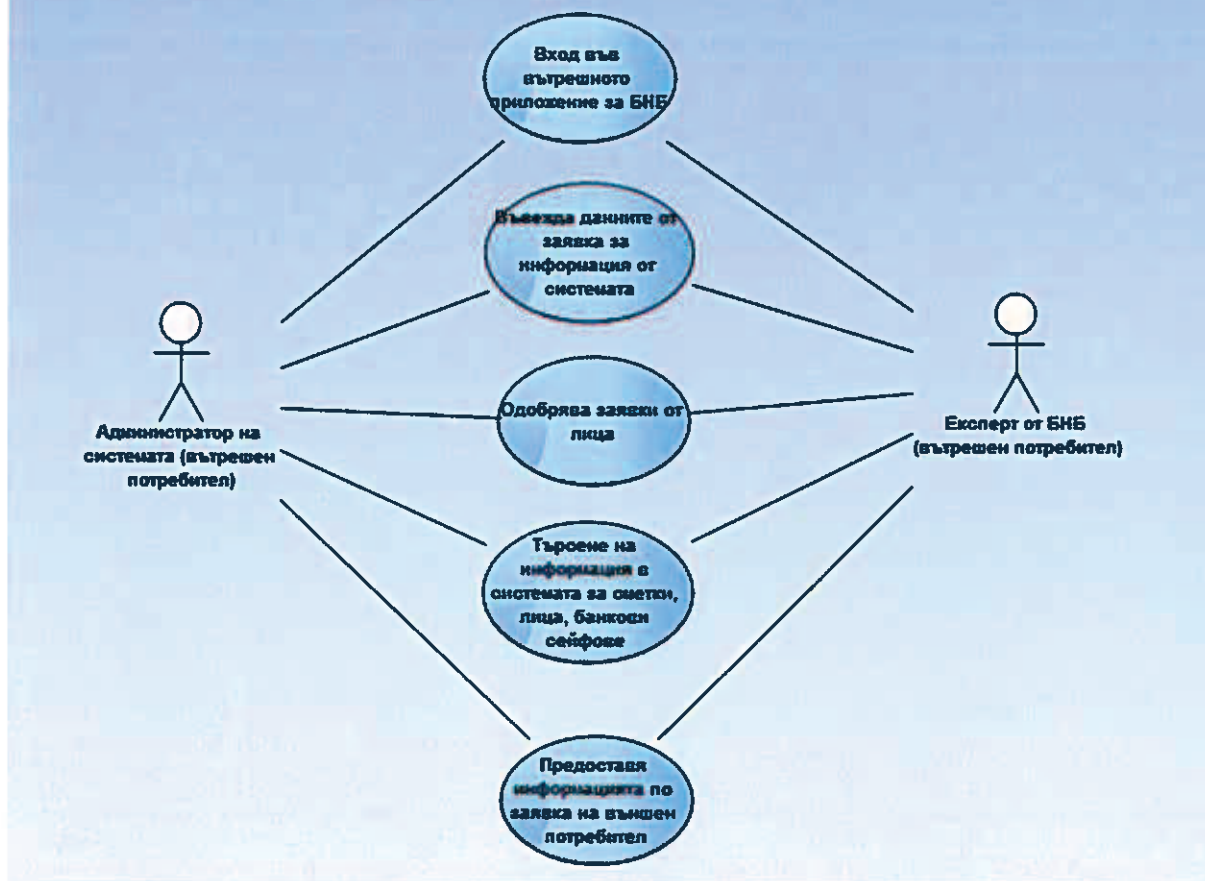 Вход във
вътрешното
приложение за БНБ
Въвежда данните от
заявка за
информация от
системата
Одобрява заявки от
лица
Администратор на
системата (вътрешен
потребител)
Експерт от БНБ
(вътрешен потребител)
Търсене на
информация в
системата за сметки,
лица, банкови
сейфове
Предоставя
информацията по
заявка на външен
потребител